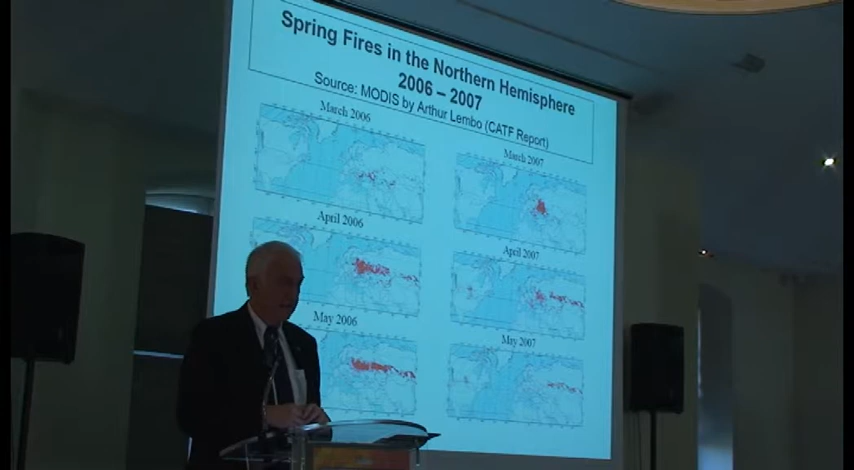 Spring Fires in the Northern Hemisphere
2006 – 2007
Source: MODIS by Arthur Lembo (CATF Report)
March 2006
March 2007
April 2006
April 2007
May 2006
May 2007